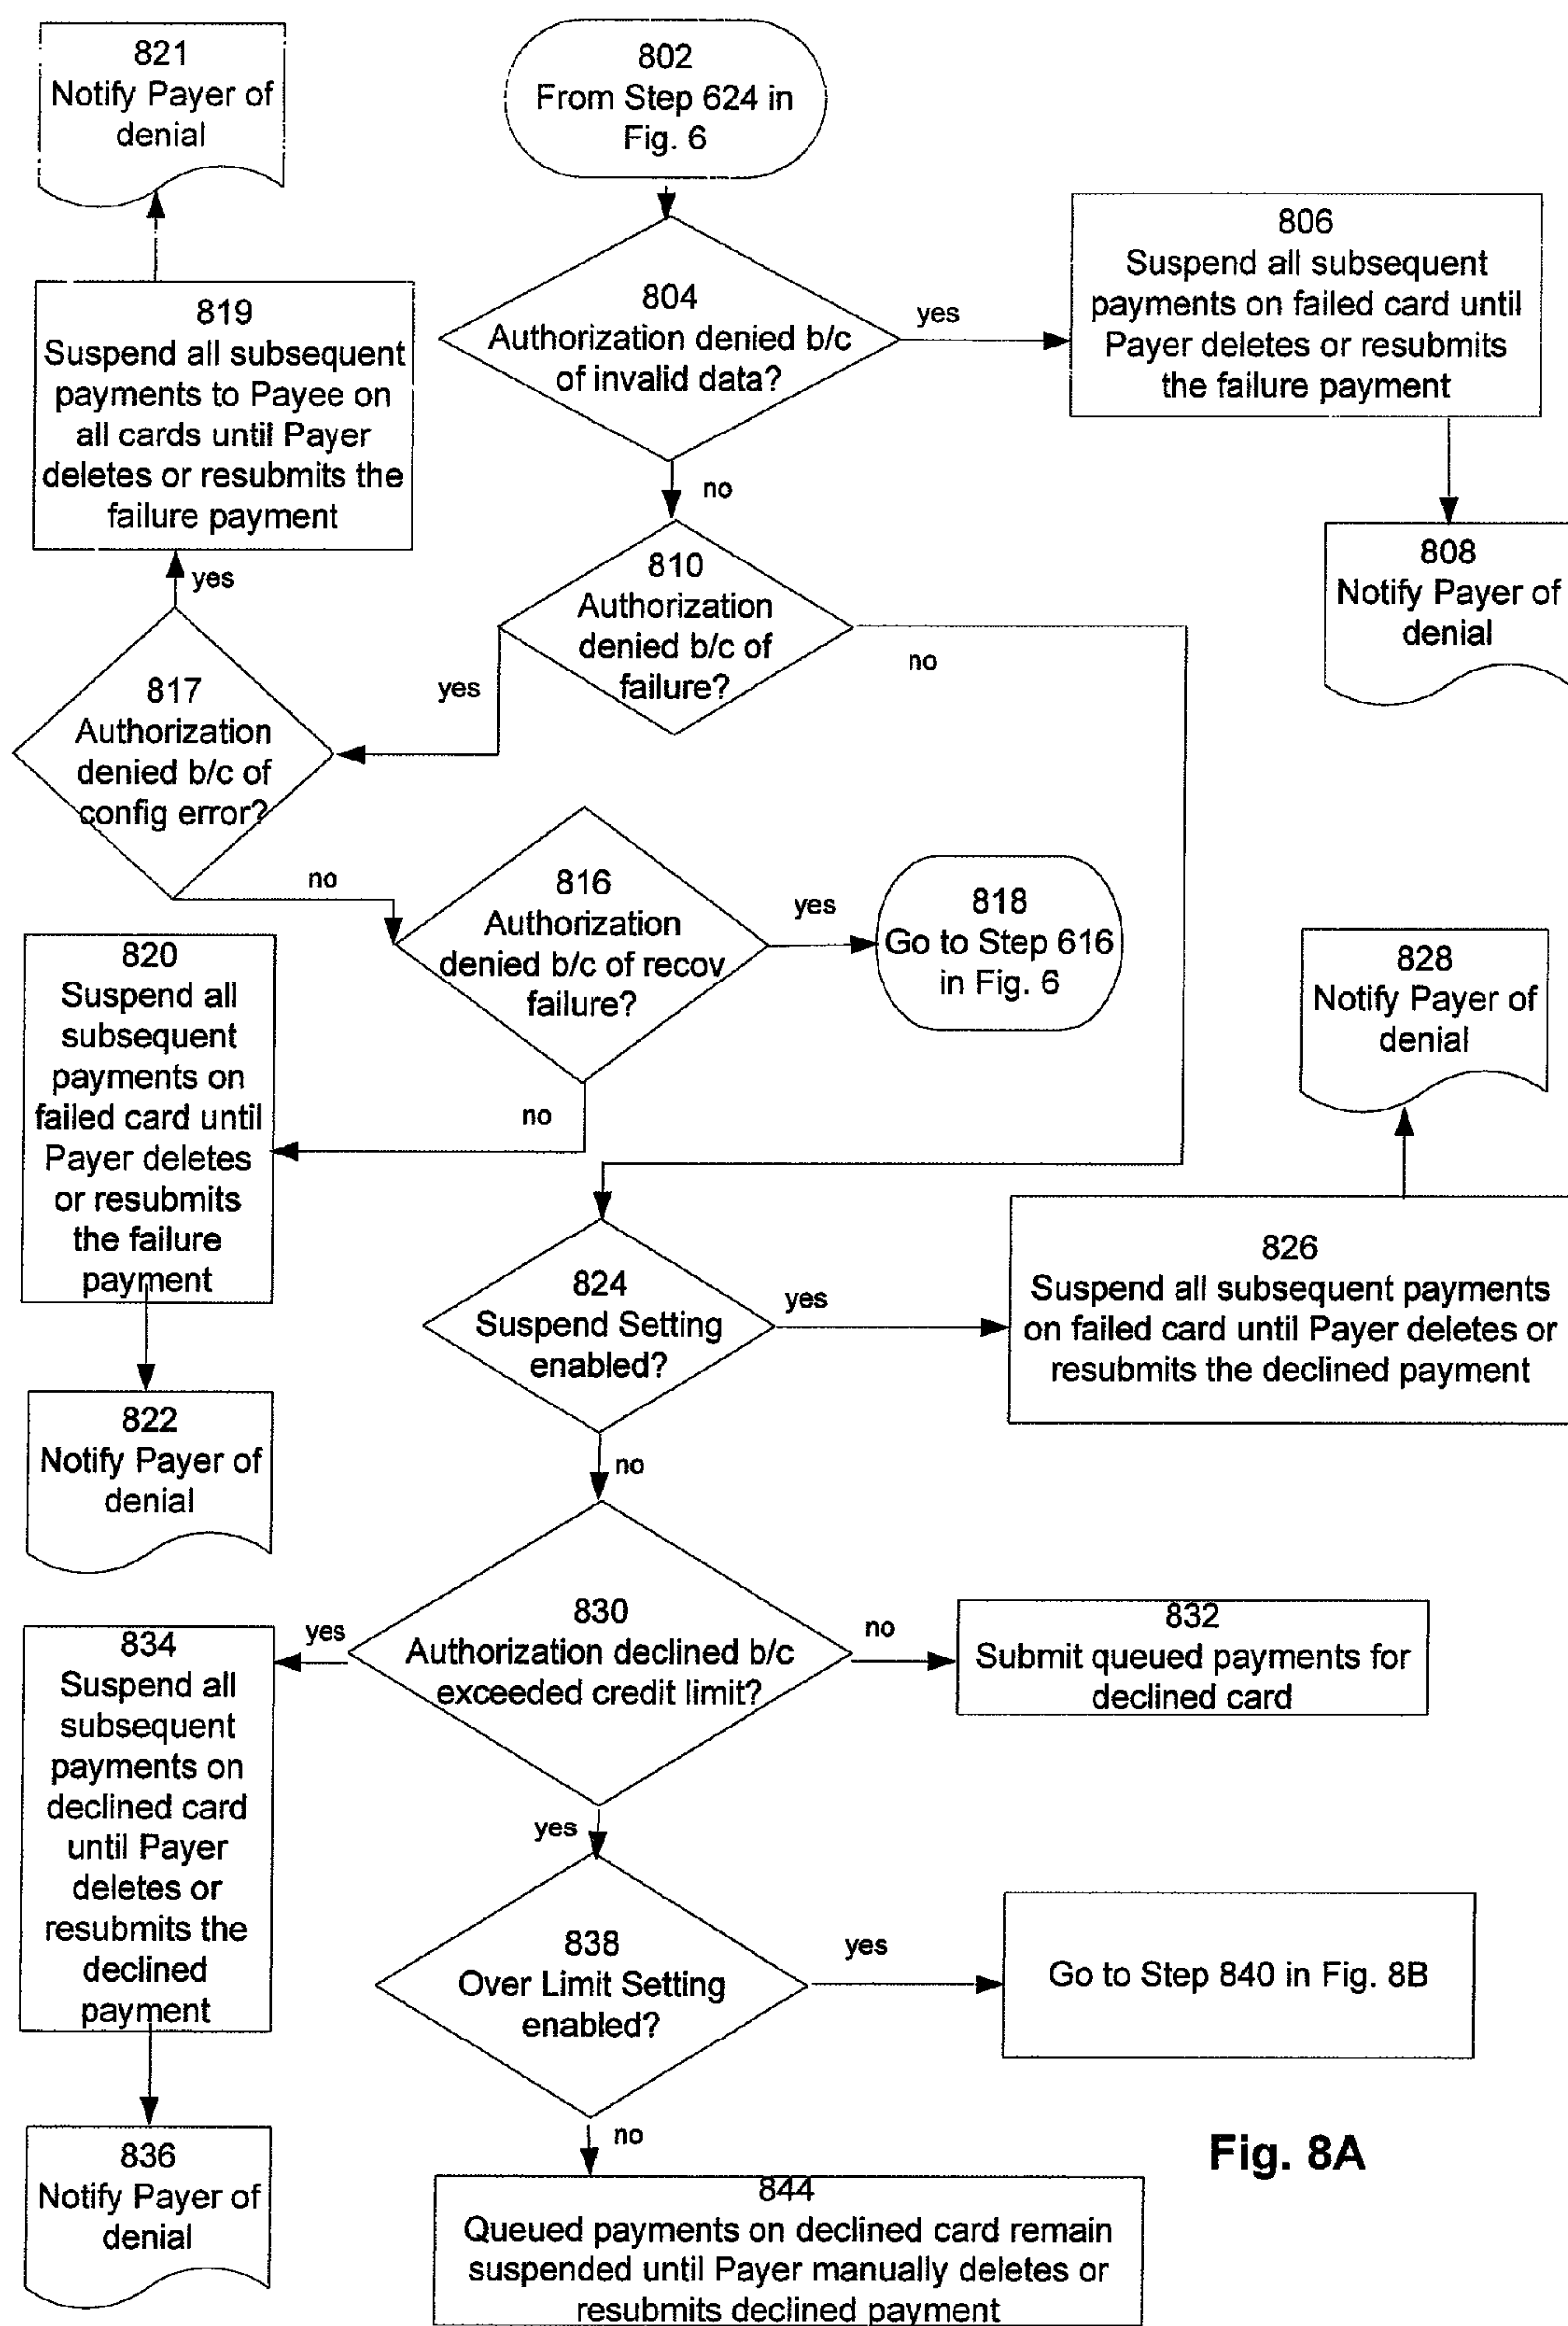 821
Notify Payer of
denial
802
From Step 624 in
Fig. 6
806
Suspend all subsequent
payments on failed card until
Payer deletes or resubmits
the failure payment
819
Suspend all subsequent
payments to Payee on
all cards until Payer
deletes or resubmits the
failure payment
804
Authorization denied b/c
of invalid data?
yes
no
808
Notify Payer of
denial
810
Authorization
denied b/c of
failure?
yes
no
yes
817
Authorization
denied b/c of
config error?
no
816
Authorization
denied b/c of recov
failure?
yes
818
Go to Step 616
in Fig. 6
no
820
Suspend all
subsequent
payments on
failed card until
Payer deletes
or resubmits
the failure
payment
828
Notify Payer of
denial
824
Suspend Setting
enabled?
yes
826
Suspend all subsequent payments
on failed card until Payer deletes or
resubmits the declined payment
822
Notify Payer of
denial
no
830
Authorization declined b/c
exceeded credit limit?
yes
no
832
Submit queued payments for
declined card
834
Suspend all
subsequent
payments on
declined card
until Payer
deletes or
resubmits the
declined
payment
yes
838
Over Limit Setting
enabled?
yes
Go to Step 840 in Fig. 8B
836
Notify Payer of
denial
no
844
Queued payments on declined card remain
suspended until Payer manually deletes or
resubmits declined payment
Fig. 8A